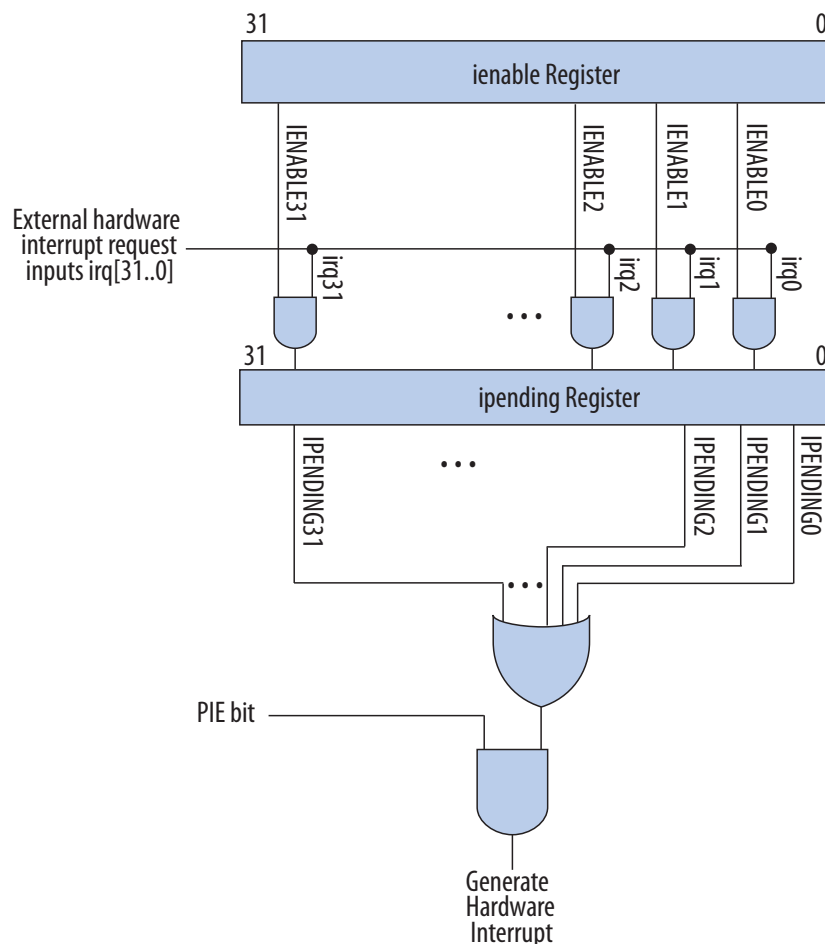 31 0
ienable Register
IENABLE31
IENABLE2
IENABLE1
IENABLE0
External hardware
interrupt request
inputs irq[31..0]
irq31
irq2
irq1
irq0
...
31 0
ipending Register
IPENDING31
...
IPENDING2
IPENDING1
IPENDING0
...
PIE bit
Generate
Hardware
Interrupt